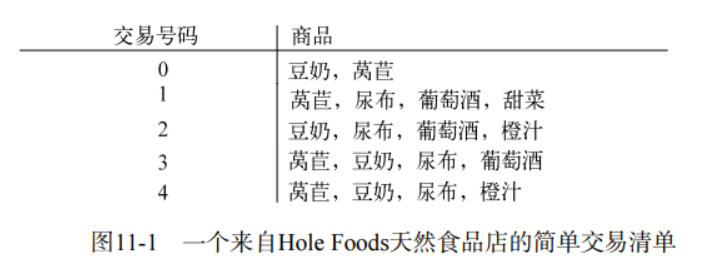 交易号码 商品
0 豆奶，莴苣
1 莴苣，尿布，葡萄酒，甜菜
2 豆奶，尿布，葡萄酒，橙汁
3 莴苣，豆奶，尿布，葡萄酒
4 莴苣，豆奶，尿布，橙汁
图11-1 一个来自Hole Foods天然食品店的简单交易清单